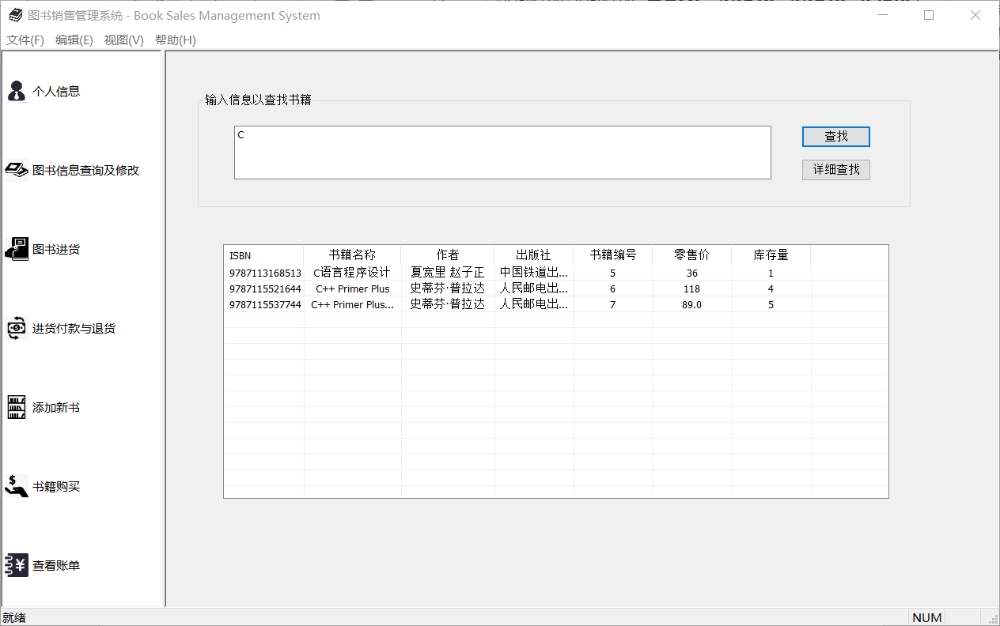 图书销售管理系统 - Book Sales Management System
文件(F) 编辑(E) 视图(V) 帮助(H)
个人信息
图书信息查询及修改
图书进货
进货付款与退货
添加新书
书籍购买
查看账单
输入信息以查找书籍
C
查找
详细查找
ISBN 书籍名称 作者 出版社 书籍编号 零售价 库存量
9787113168513 C语言程序设计 夏宽里 赵子正 中国铁道出... 5 36 1
9787115521644 C++ Primer Plus 史蒂芬·普拉达 人民邮电出... 6 118 4
9787115537744 C++ Primer Plus... 史蒂芬·普拉达 人民邮电出... 7 89.0 5
就绪 NUM